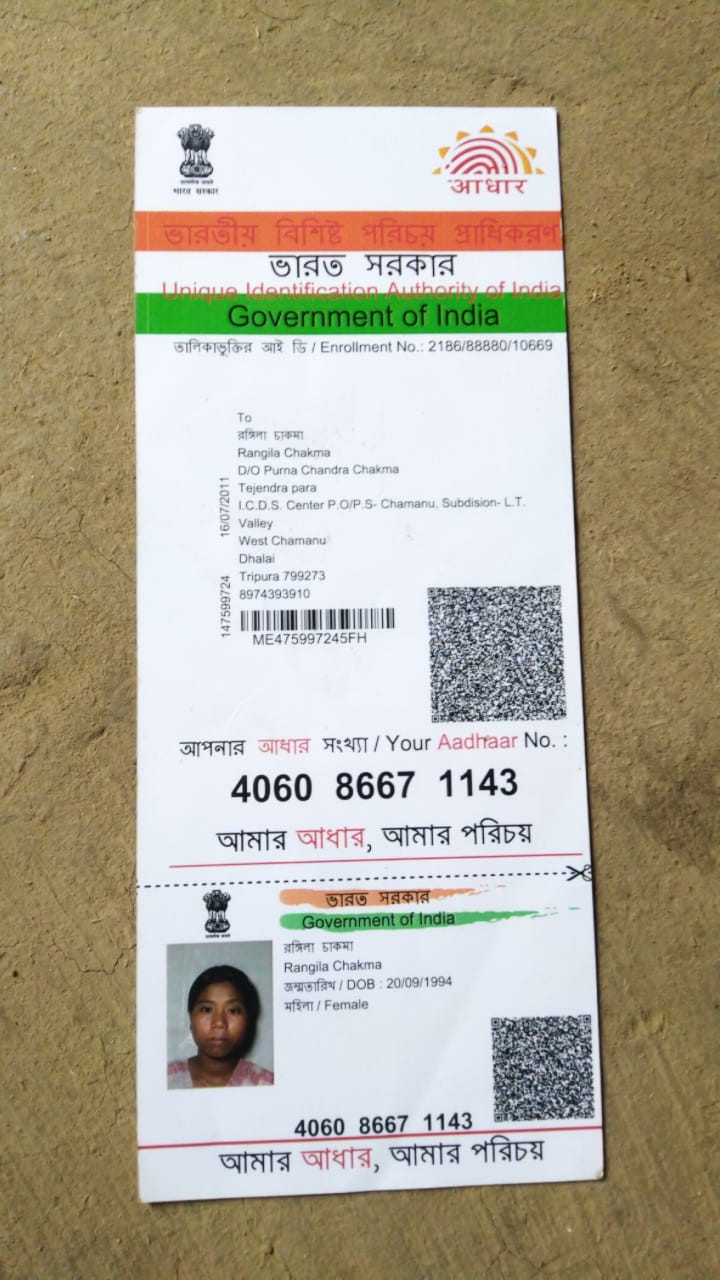 भारत सरकार
आधार
ভারতীয় বিশিষ্ট পরিচয় প্রাধিকরণ
ভারত সরকার
Unique Identification Authority of India
Government of India
তালিকাভুক্তির আই ডি / Enrollment No.: 2186/88880/10669
To
রঙ্গিলা চাকমা
Rangila Chakma
D/O Purna Chandra Chakma
Tejendra para
I.C.D.S. Center P.O/P.S- Chamanu, Subdision- L.T.
Valley
West Chamanu
Dhalai
Tripura 799273
8974393910
16/07/2011
147599724
ME475997245FH
আপনার আধার সংখ্যা / Your Aadhaar No. :
4060 8667 1143
আমার আধার, আমার পরিচয়
ভারত সরকার
Government of India
রঙ্গিলা চাকমা
Rangila Chakma
জন্মতারিখ / DOB : 20/09/1994
মহিলা / Female
4060 8667 1143
আমার আধার, আমার পরিচয়